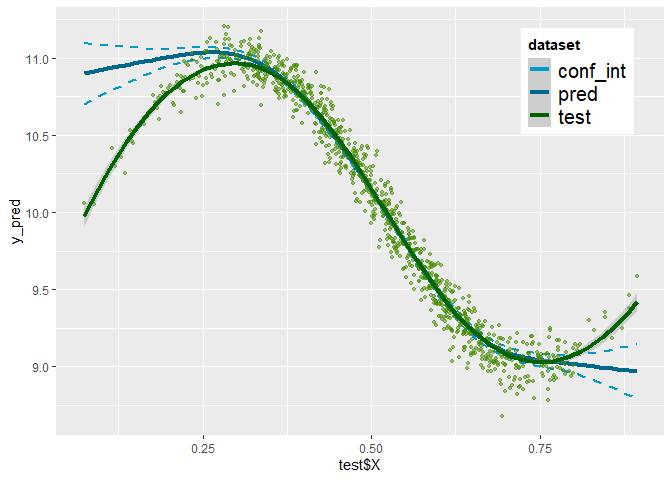 dataset
conf_int
pred
test
11.0
10.5
10.0
9.5
9.0
y_pred
0.25
0.50
0.75
test$X